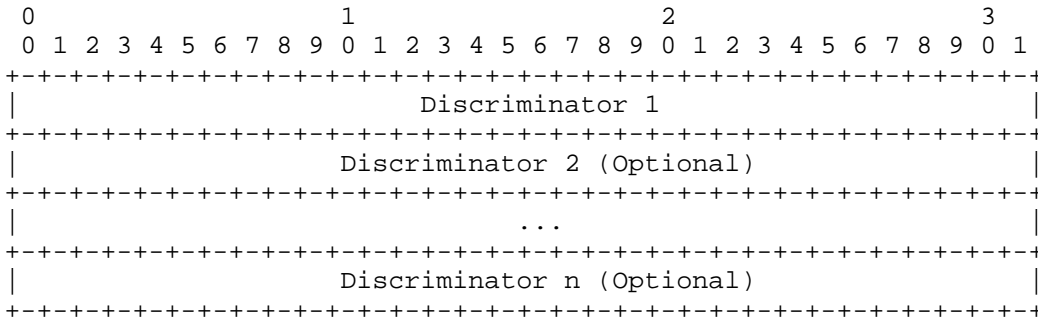 0                   1                   2                   3
 0 1 2 3 4 5 6 7 8 9 0 1 2 3 4 5 6 7 8 9 0 1 2 3 4 5 6 7 8 9 0 1
+-+-+-+-+-+-+-+-+-+-+-+-+-+-+-+-+-+-+-+-+-+-+-+-+-+-+-+-+-+-+-+-+
|                         Discriminator 1                       |
+-+-+-+-+-+-+-+-+-+-+-+-+-+-+-+-+-+-+-+-+-+-+-+-+-+-+-+-+-+-+-+-+
|                    Discriminator 2 (Optional)                 |
+-+-+-+-+-+-+-+-+-+-+-+-+-+-+-+-+-+-+-+-+-+-+-+-+-+-+-+-+-+-+-+-+
|                               ...                             |
+-+-+-+-+-+-+-+-+-+-+-+-+-+-+-+-+-+-+-+-+-+-+-+-+-+-+-+-+-+-+-+-+
|                    Discriminator n (Optional)                 |
+-+-+-+-+-+-+-+-+-+-+-+-+-+-+-+-+-+-+-+-+-+-+-+-+-+-+-+-+-+-+-+-+